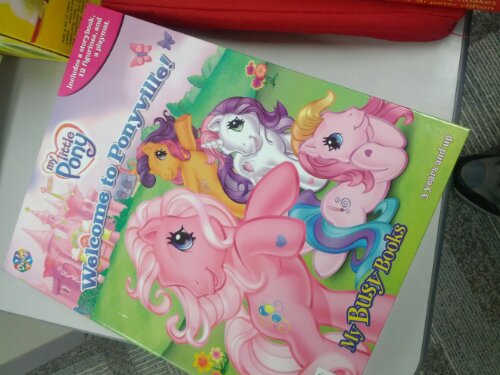 Includes a storybook,
12 figurines, and
a playmat.
my little
Pony
Welcome to Ponyville!
3 years and up
My Busy Books